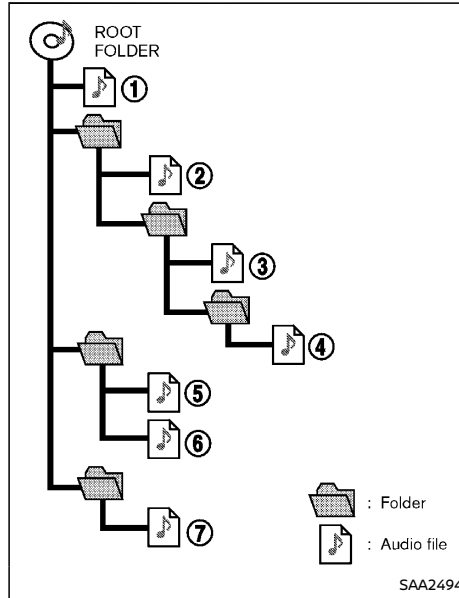 ROOT
FOLDER
①
②
③
④
⑤
⑥
⑦
: Folder
: Audio file
SAA2494